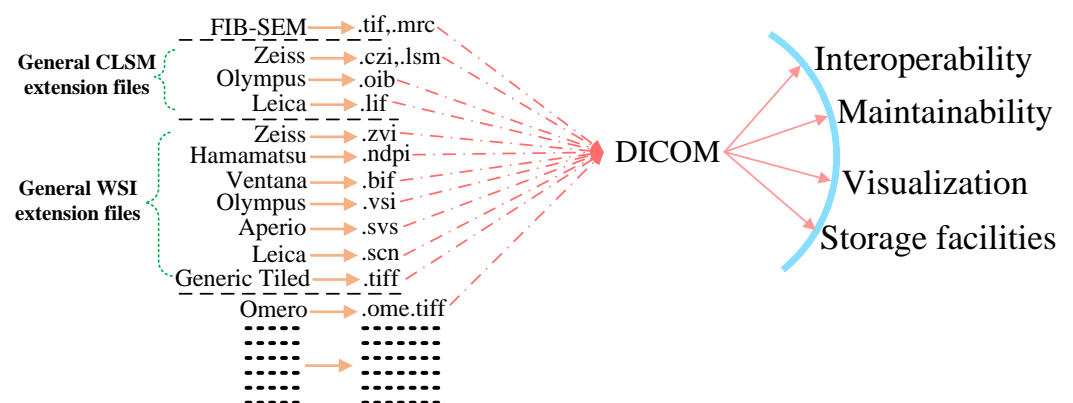 FIB-SEM .tif,.mrc
General CLSM
extension files
Zeiss .czi,.lsm
Olympus .oib
Leica .lif
General WSI
extension files
Zeiss .zvi
Hamamatsu .ndpi
Ventana .bif
Olympus .vsi
Aperio .svs
Leica .scn
Generic Tiled .tiff
Omero .ome.tiff
DICOM
Interoperability
Maintainability
Visualization
Storage facilities